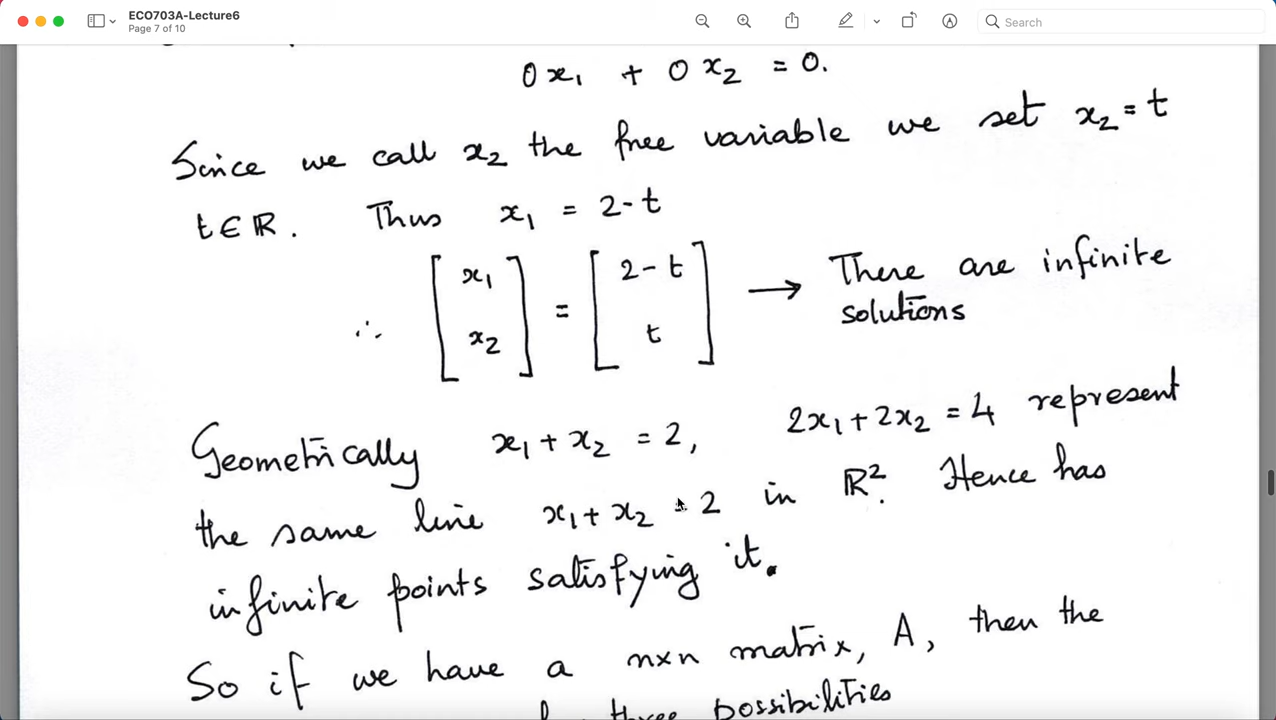 ECO703A-Lecture6
Page 7 of 10
Search
0x₁ + 0x₂ = 0.
Since we call x₂ the free variable we set x₂ = t
t ∈ ℝ. Thus x₁ = 2-t
∴ [x₁ x₂] = [2-t t] → There are infinite
solutions
Geometrically x₁ + x₂ = 2, 2x₁ + 2x₂ = 4 represent
the same line x₁ + x₂ = 2 in ℝ². Hence has
infinite points satisfying it.
So if we have a n×n matrix, A, then the
three possibilities